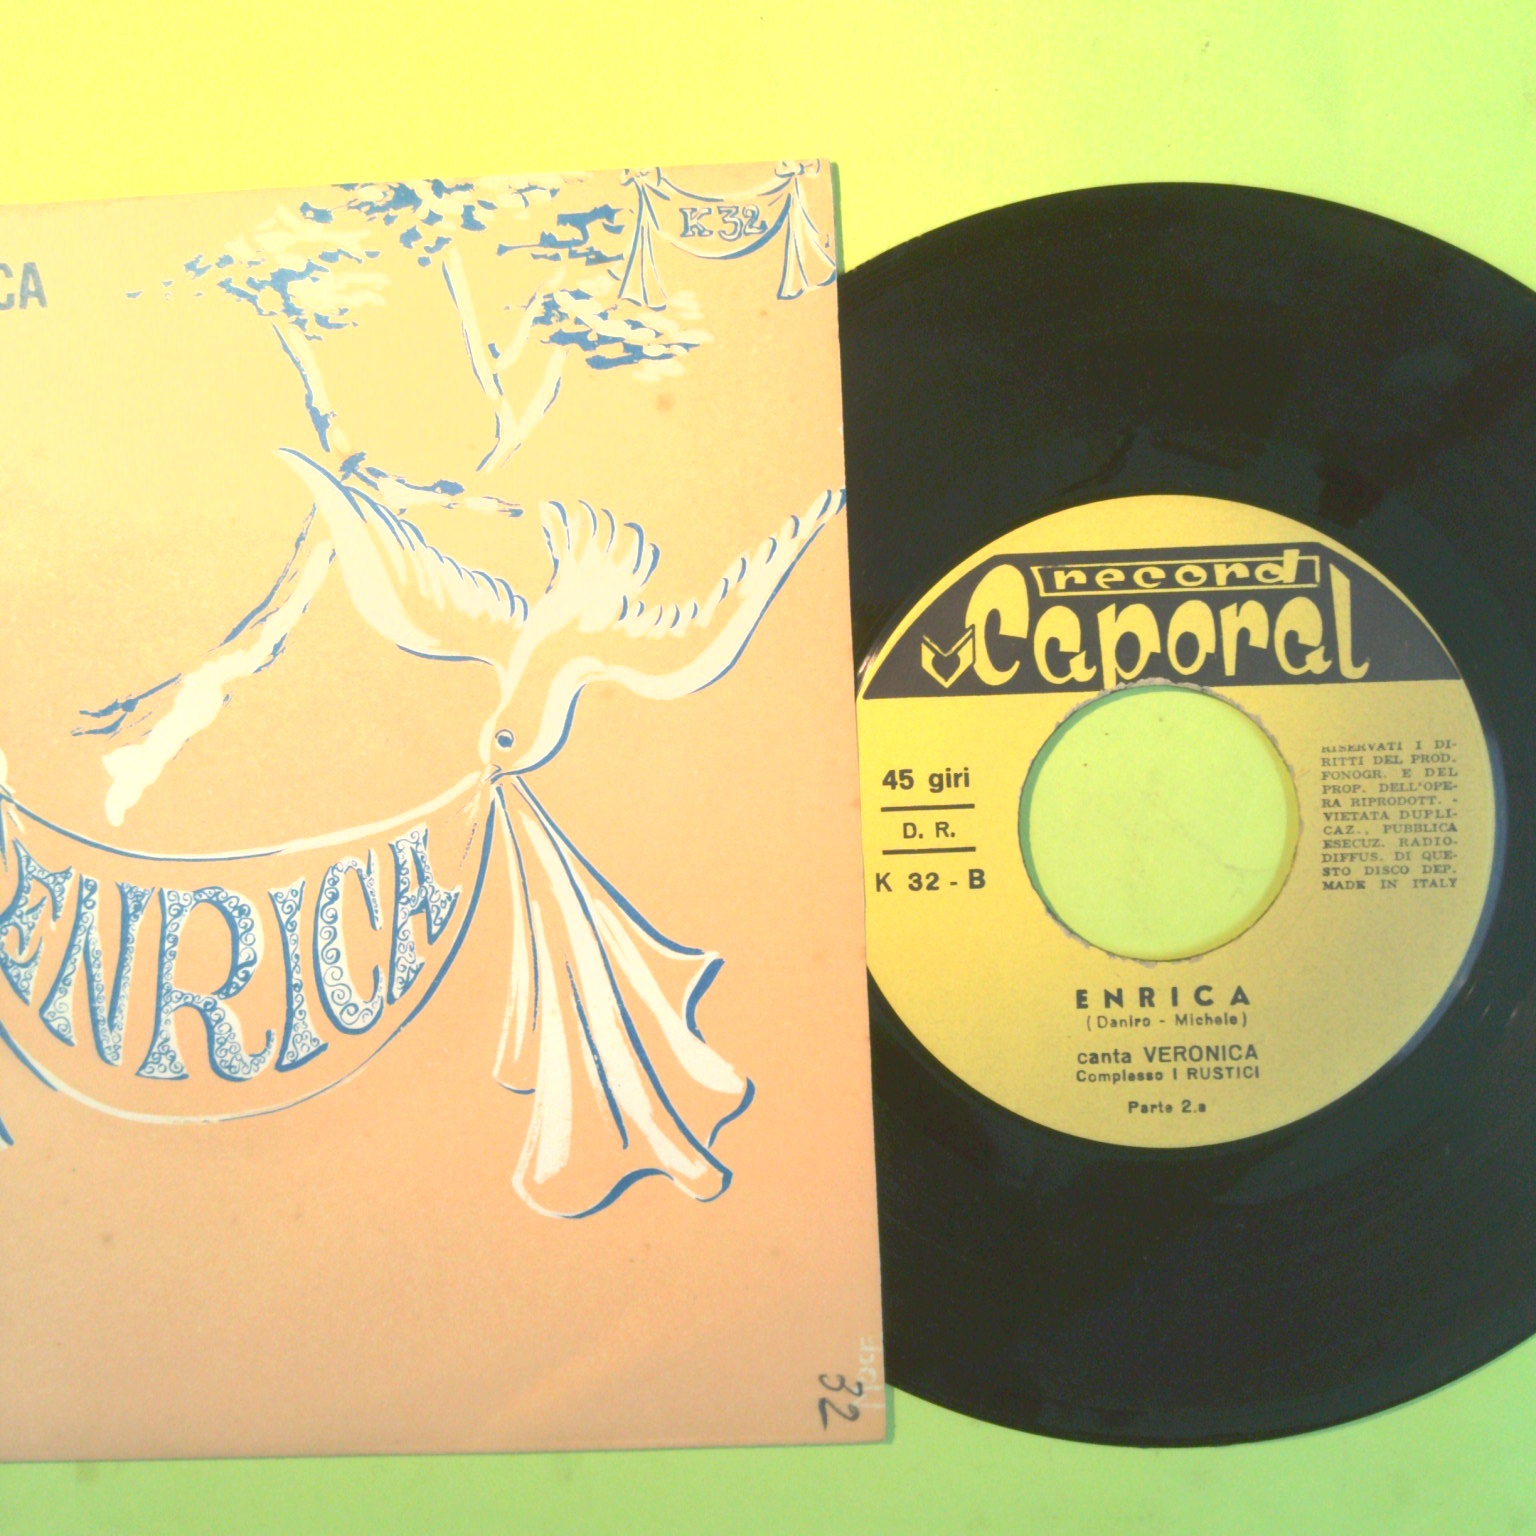 CA
K 32
ENRICA
32
record
Caporal
45 giri
D. R.
K 32 - B
RISERVATI I DI-
RITTI DEL PROD.
FONOGR. E DEL
PROP. DELL'OPE-
RA RIPRODOTT. -
VIETATA DUPLI-
CAZ., PUBBLICA
ESECUZ. RADIO-
DIFFUS. DI QUE-
STO DISCO DEP.
MADE IN ITALY
ENRICA
(Daniro - Michele)
canta VERONICA
Complesso I RUSTICI
Parte 2.a